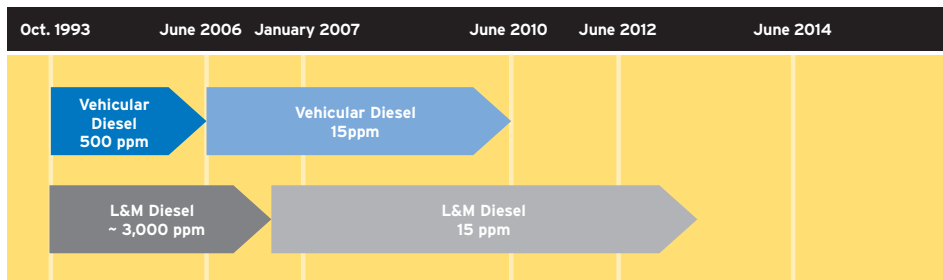 Oct. 1993 June 2006 January 2007 June 2010 June 2012 June 2014
Vehicular
Diesel
500 ppm
Vehicular Diesel
15ppm
L&M Diesel
~ 3,000 ppm
L&M Diesel
15 ppm